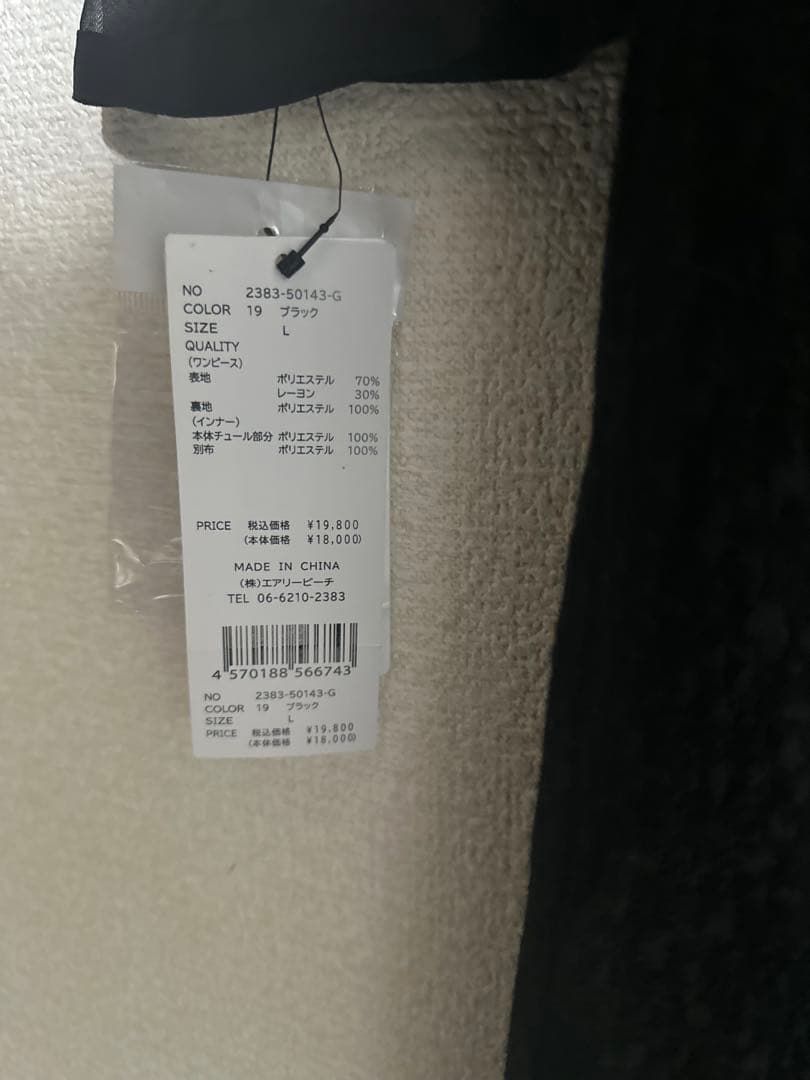 NO 2383-50143-G
COLOR 19 ブラック
SIZE L
QUALITY
(ワンピース)
表地 ポリエステル 70%
レーヨン 30%
裏地 ポリエステル 100%
(インナー)
本体チュール部分 ポリエステル 100%
別布 ポリエステル 100%
PRICE 税込価格 ¥19,800
(本体価格 ¥18,000)
MADE IN CHINA
(株)エアリーピーチ
TEL 06-6210-2383
4 570188 566743
NO 2383-50143-G
COLOR 19 ブラック
SIZE L
PRICE 税込価格 ¥19,800
(本体価格 ¥18,000)